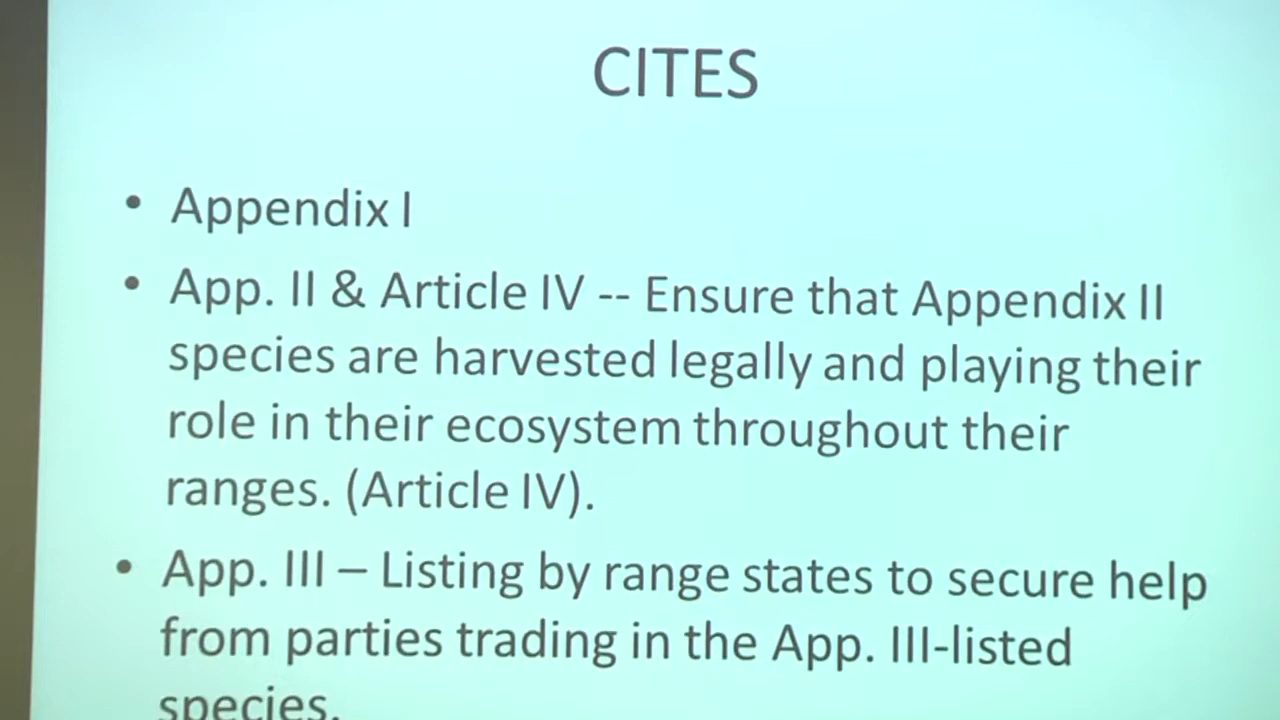 CITES
• Appendix I
• App. II & Article IV -- Ensure that Appendix II
species are harvested legally and playing their
role in their ecosystem throughout their
ranges. (Article IV).
• App. III – Listing by range states to secure help
from parties trading in the App. III-listed
species.